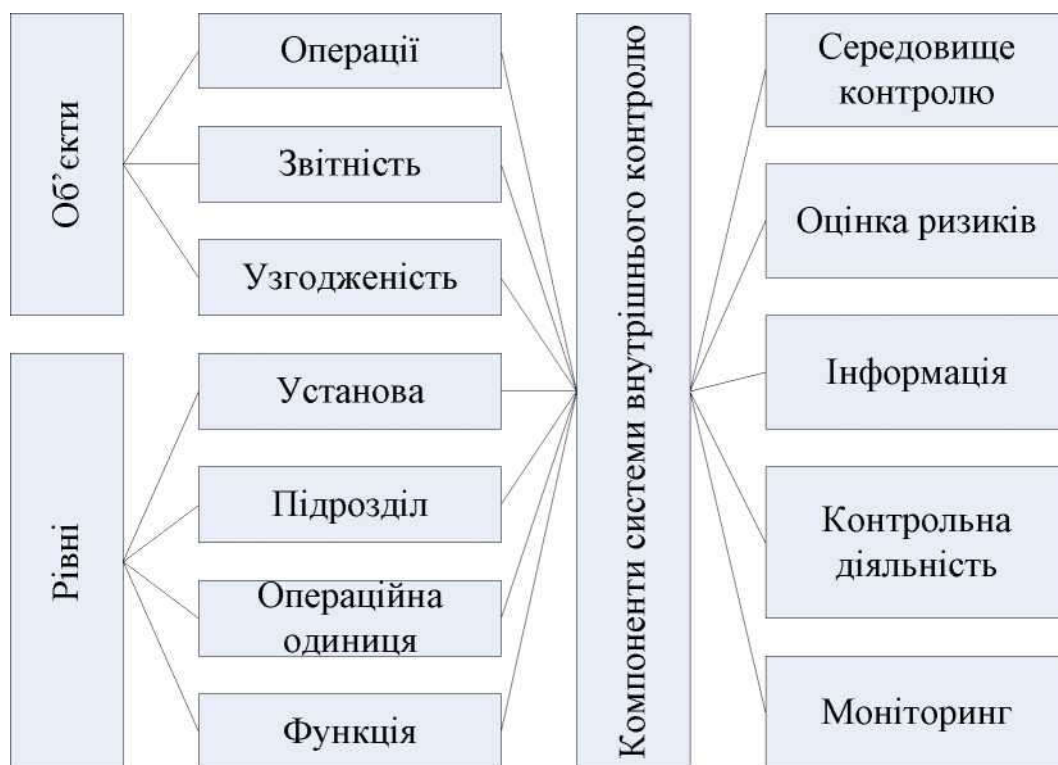 Об’єкти
Операції
Звітність
Узгодженість
Рівні
Установа
Підрозділ
Операційна
одиниця
Функція
Компоненти системи внутрішнього контролю
Середовище
контролю
Оцінка ризиків
Інформація
Контрольна
діяльність
Моніторинг